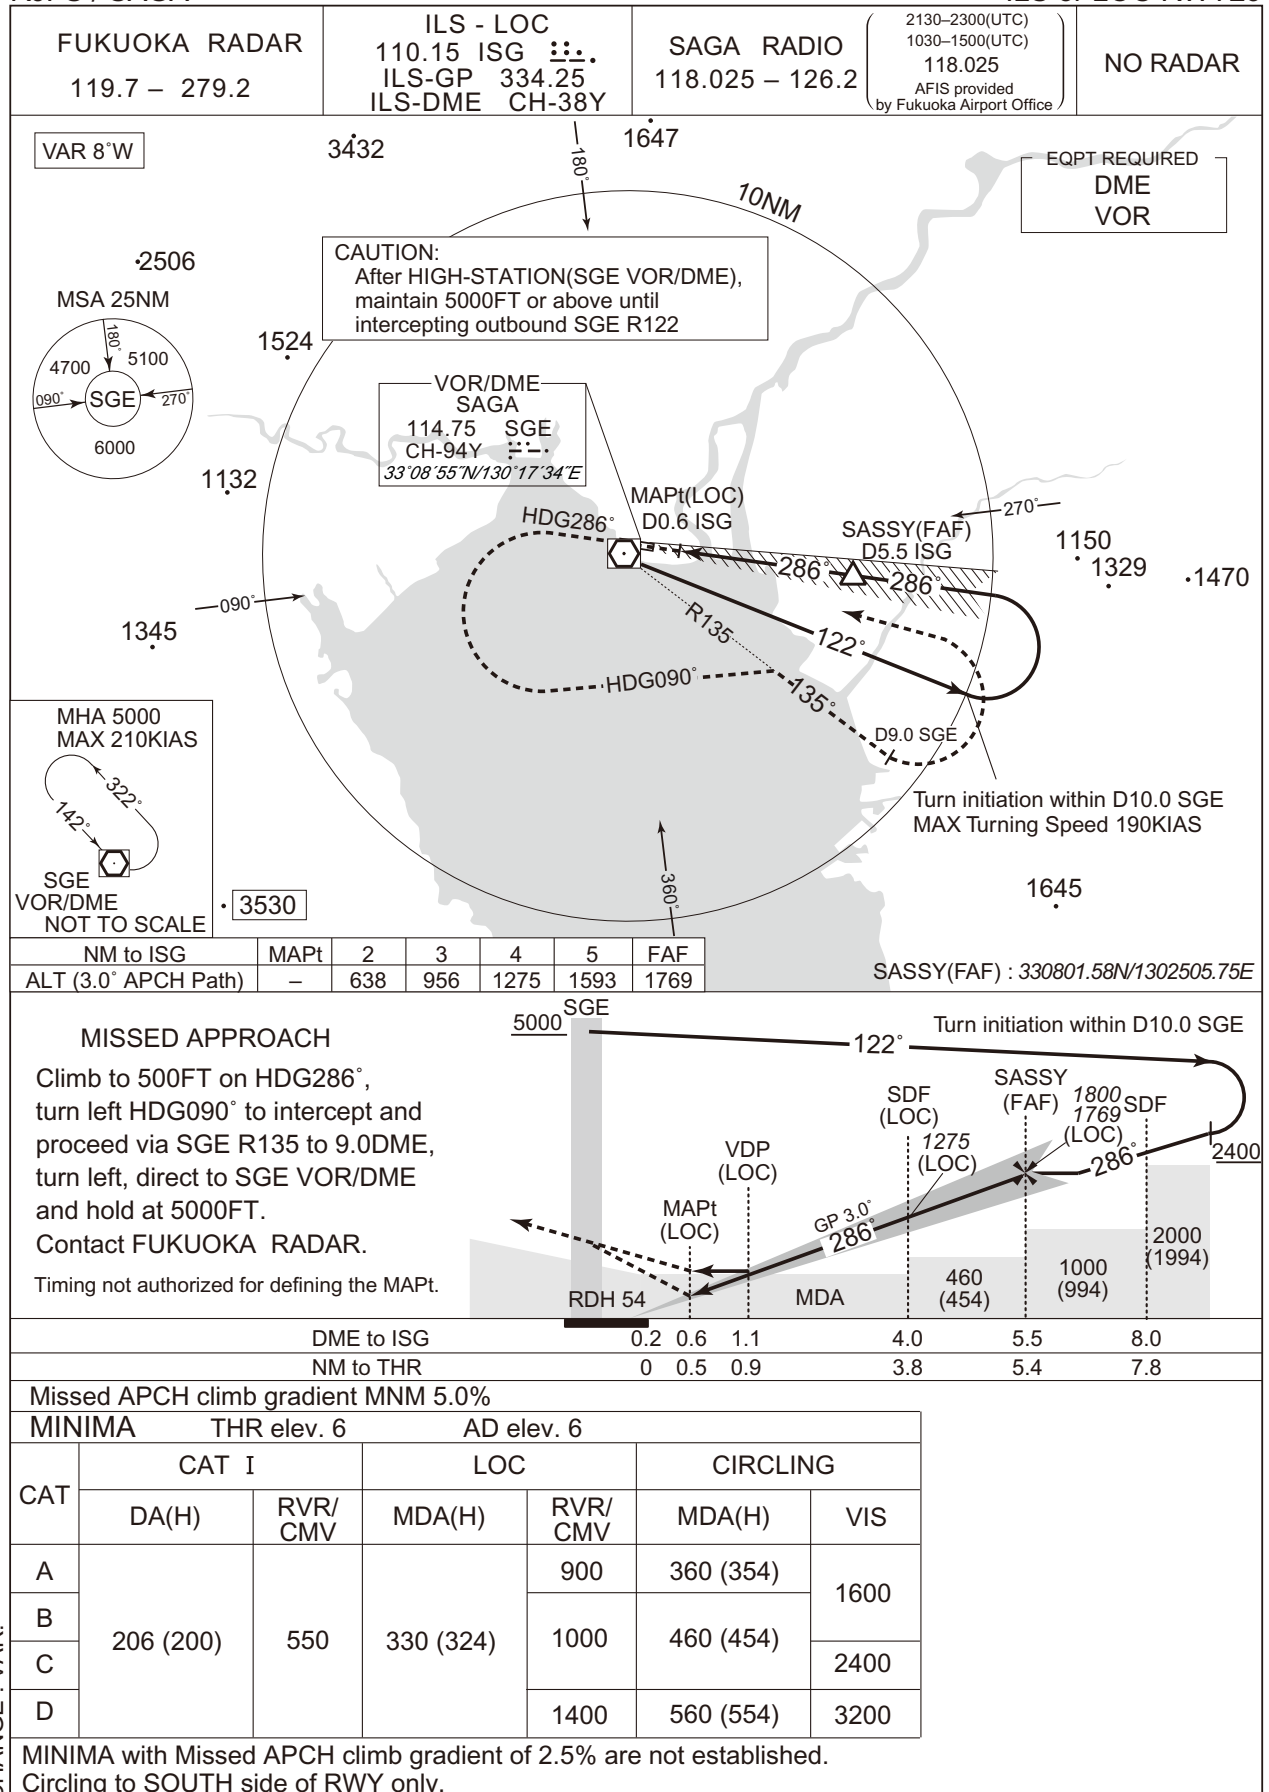 FUKUOKA RADAR
119.7 – 279.2
ILS - LOC
110.15 ISG
ILS-GP 334.25
ILS-DME CH-38Y
SAGA RADIO
118.025 – 126.2
2130–2300(UTC)
1030–1500(UTC)
118.025
AFIS provided
by Fukuoka Airport Office
NO RADAR
VAR 8°W
3432
180°
1647
EQPT REQUIRED
DME
VOR
10NM
2506
CAUTION:
After HIGH-STATION(SGE VOR/DME),
maintain 5000FT or above until
intercepting outbound SGE R122
MSA 25NM
180°
4700
5100
090°
SGE
270°
6000
1524
VOR/DME
SAGA
114.75 SGE
CH-94Y
33°08′55″N/130°17′34″E
1132
MAPt(LOC)
D0.6 ISG
HDG286°
SASSY(FAF)
D5.5 ISG
270°
1150
1329
1470
286°
286°
090°
1345
R135
122°
HDG090°
135°
D9.0 SGE
MHA 5000
MAX 210KIAS
322°
142°
SGE
VOR/DME
NOT TO SCALE
Turn initiation within D10.0 SGE
MAX Turning Speed 190KIAS
360°
3530
1645
NM to ISG MAPt 2 3 4 5 FAF
ALT (3.0° APCH Path) – 638 956 1275 1593 1769
SASSY(FAF) : 330801.58N/1302505.75E
MISSED APPROACH
Climb to 500FT on HDG286°,
turn left HDG090° to intercept and
proceed via SGE R135 to 9.0DME,
turn left, direct to SGE VOR/DME
and hold at 5000FT.
Contact FUKUOKA RADAR.
Timing not authorized for defining the MAPt.
5000
SGE
122°
Turn initiation within D10.0 SGE
SASSY
(FAF)
1800
1769
(LOC)
SDF
SDF
(LOC)
1275
(LOC)
VDP
(LOC)
MAPt
(LOC)
286°
2400
GP 3.0°
286°
RDH 54
MDA
460
(454)
1000
(994)
2000
(1994)
DME to ISG 0.2 0.6 1.1 4.0 5.5 8.0
NM to THR 0 0.5 0.9 3.8 5.4 7.8
Missed APCH climb gradient MNM 5.0%
MINIMA THR elev. 6 AD elev. 6
CAT
CAT I
LOC
CIRCLING
DA(H)
RVR/
CMV
MDA(H)
RVR/
CMV
MDA(H)
VIS
A
B
C
D
206 (200)
550
330 (324)
900
1000
1400
360 (354)
460 (454)
560 (554)
1600
2400
3200
MINIMA with Missed APCH climb gradient of 2.5% are not established.
Circling to SOUTH side of RWY only.